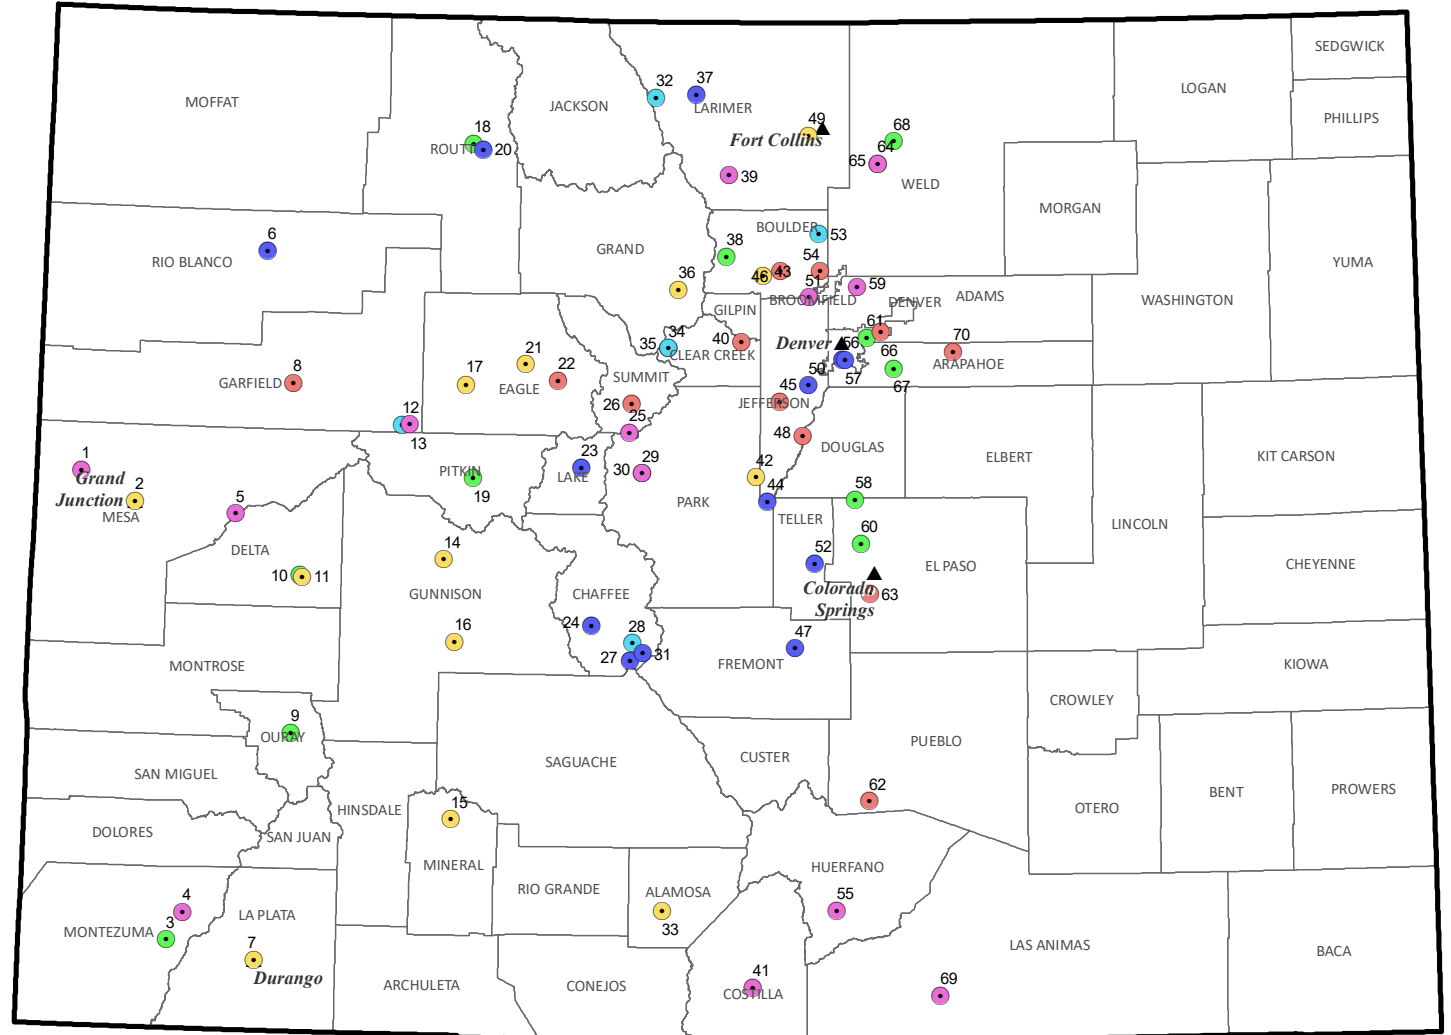 SEDGWICK
LOGAN
MOFFAT
JACKSON
32
37
LARIMER
PHILLIPS
18
ROUTT
20
49
Fort Collins
68
64
65
WELD
39
MORGAN
6
RIO BLANCO
GRAND
BOULDER
53
38
54
46
43
YUMA
36
51
BROOMFIELD
59
DENVER
ADAMS
WASHINGTON
GILPIN
34
35
CLEAR CREEK
40
Denver
56
61
66
70
ARAPAHOE
8
GARFIELD
17
21
22
EAGLE
SUMMIT
26
25
50
45
JEFFERSON
57
67
12
13
48
DOUGLAS
ELBERT
KIT CARSON
1
Grand
Junction
2
MESA
5
PITKIN
19
23
LAKE
29
30
PARK
42
44
TELLER
58
LINCOLN
DELTA
10
11
14
GUNNISON
CHAFFEE
52
60
EL PASO
CHEYENNE
Colorado
Springs
63
16
24
28
27
31
47
FREMONT
MONTROSE
KIOWA
CROWLEY
9
OURAY
SAN MIGUEL
SAGUACHE
CUSTER
PUEBLO
62
OTERO
BENT
PROWERS
DOLORES
SAN JUAN
HINSDALE
15
MINERAL
RIO GRANDE
ALAMOSA
33
HUERFANO
55
4
3
MONTEZUMA
LA PLATA
7
Durango
ARCHULETA
CONEJOS
41
COSTILLA
69
LAS ANIMAS
BACA